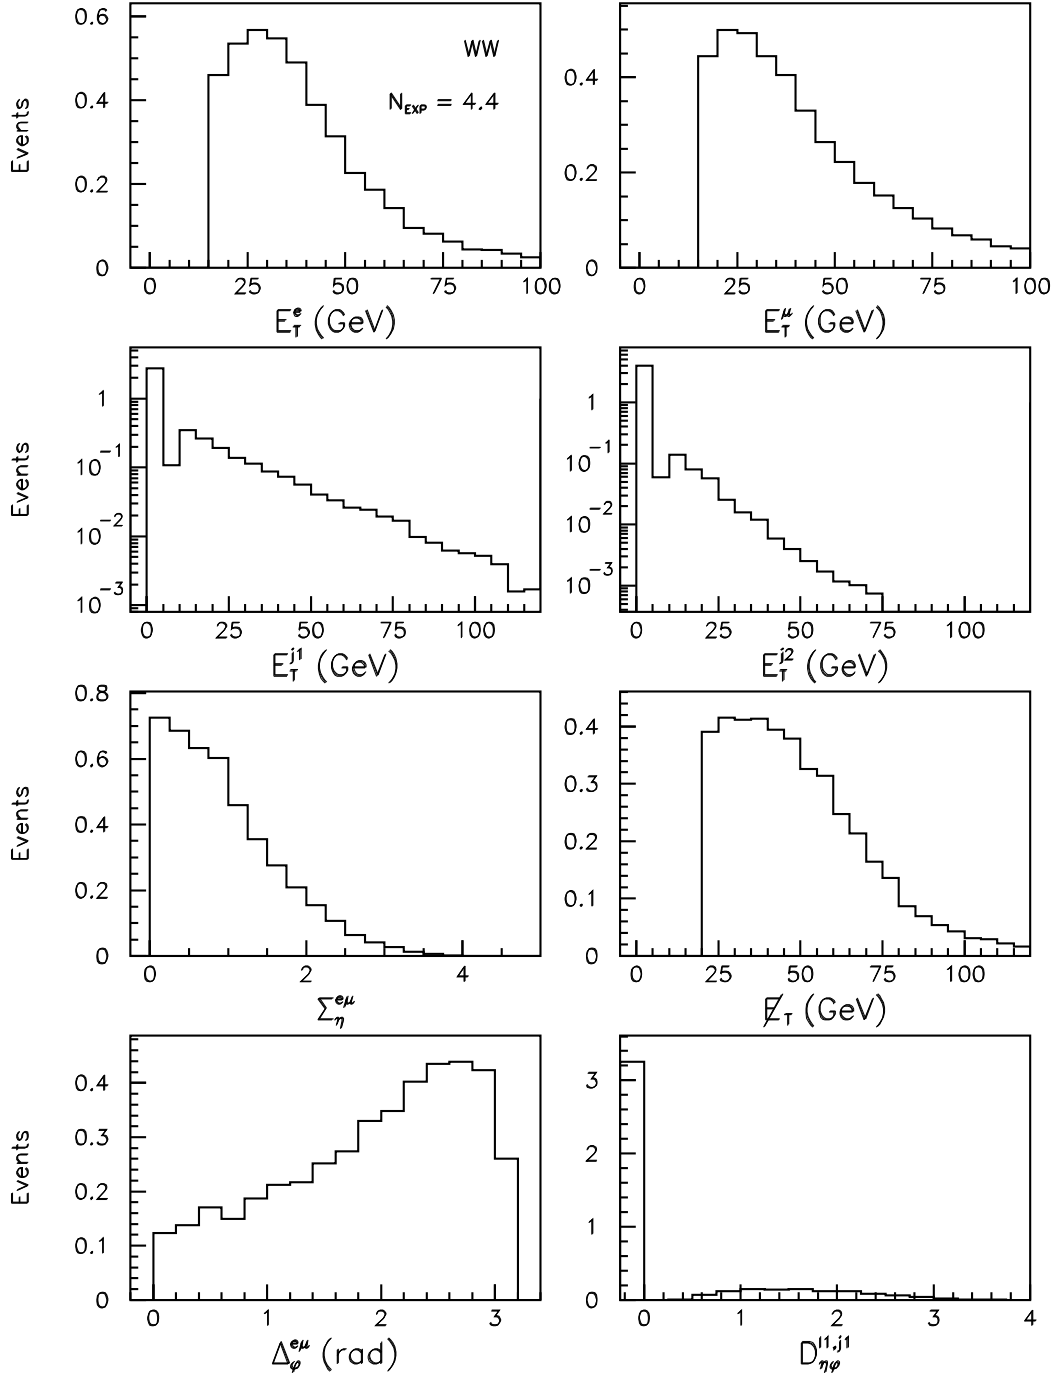 0.6
0.4
0.2
0
Events
WW
N_EXP = 4.4
0 25 50 75 100
E_T^e (GeV)
0.4
0.2
0
0 25 50 75 100
E_T^μ (GeV)
1
10^-1
10^-2
10^-3
Events
0 25 50 75 100
E_T^j1 (GeV)
1
10^-1
10^-2
10^-3
0 25 50 75 100
E_T^j2 (GeV)
0.8
0.6
0.4
0.2
0
Events
0 2 4
Σ_η^eμ
0.4
0.3
0.2
0.1
0
0 25 50 75 100
E̸_T (GeV)
0.4
0.3
0.2
0.1
0
Events
0 1 2 3
Δ_φ^eμ (rad)
3
2
1
0
0 1 2 3 4
D_ηφ^l1,j1